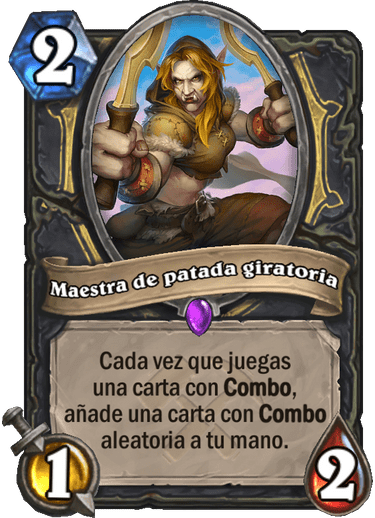 2
Maestra de patada giratoria
Cada vez que juegas
una carta con Combo,
añade una carta con Combo
aleatoria a tu mano.
1
2